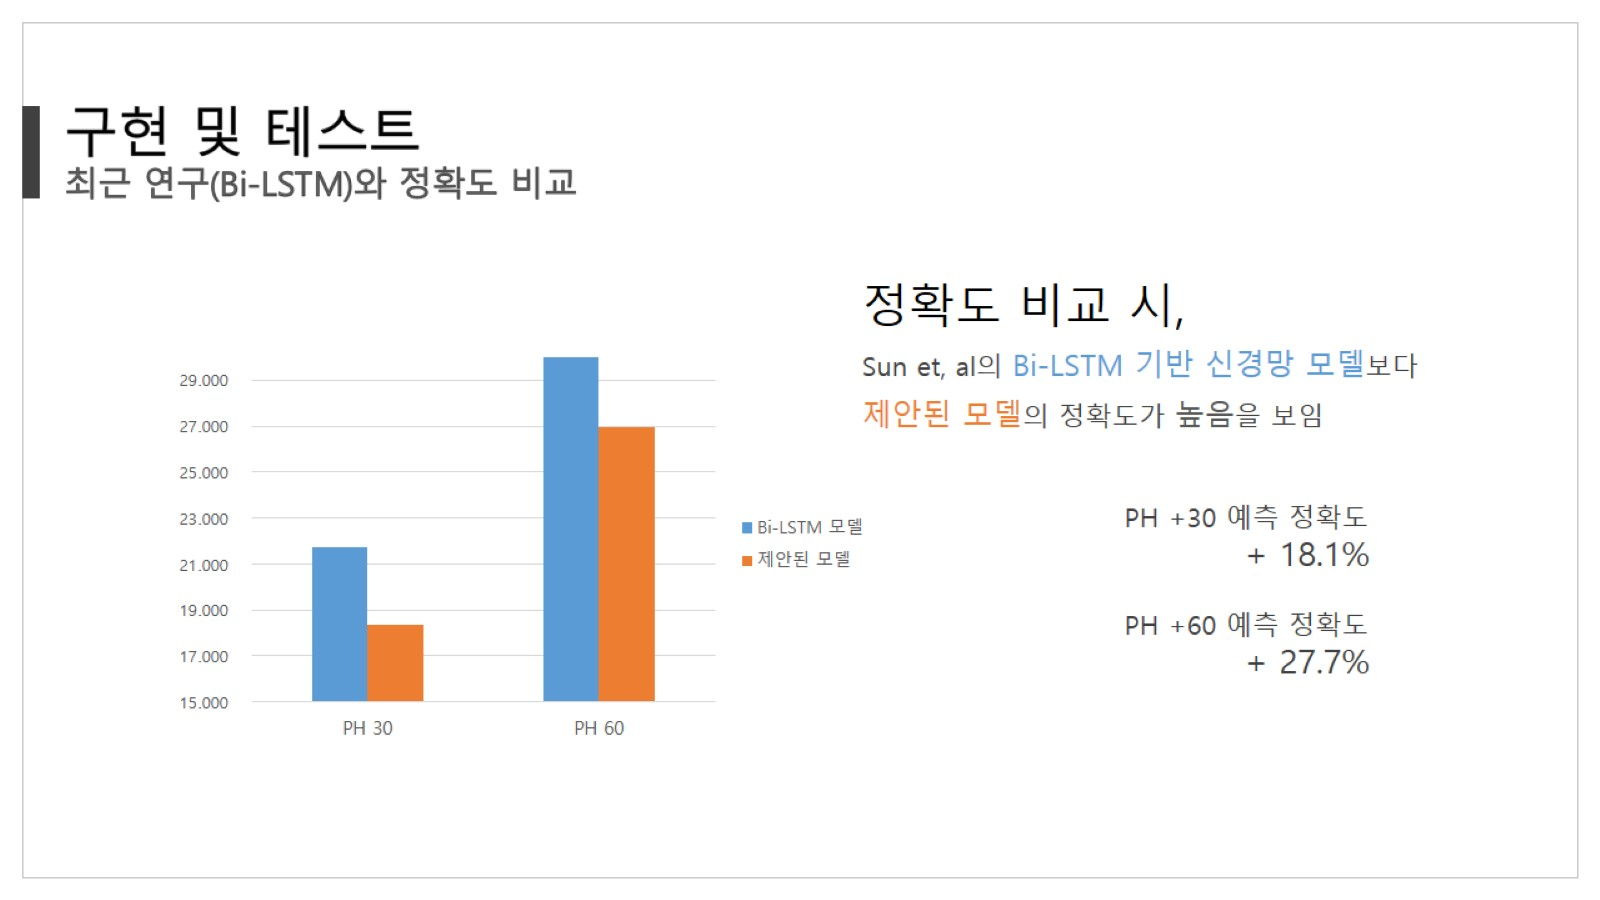 구현 및 테스트
최근 연구(Bi-LSTM)와 정확도 비교
정확도 비교 시,
Sun et, al의 Bi-LSTM 기반 신경망 모델보다
제안된 모델의 정확도가 높음을 보임
29.000
27.000
25.000
23.000
21.000
19.000
17.000
15.000
PH 30
PH 60
Bi-LSTM 모델
제안된 모델
PH +30 예측 정확도
+ 18.1%
PH +60 예측 정확도
+ 27.7%